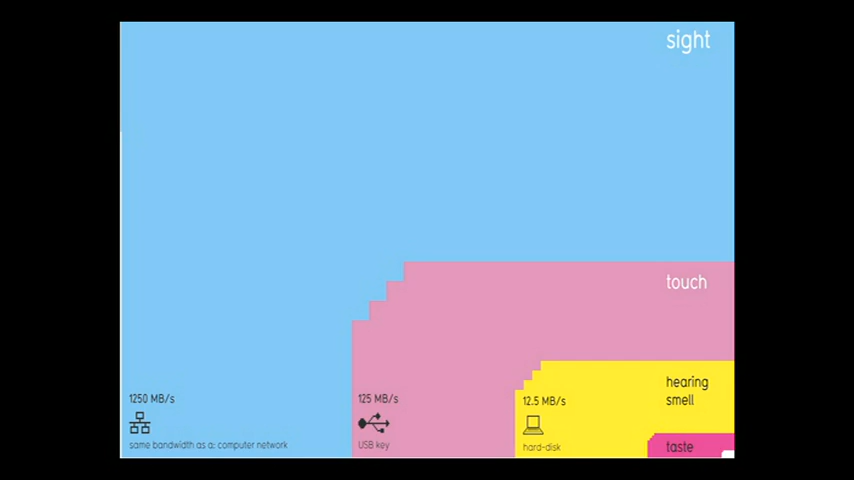 sight
touch
hearing
smell
1250 MB/s
same bandwidth as a: computer network
125 MB/s
USB key
12.5 MB/s
hard-disk
taste